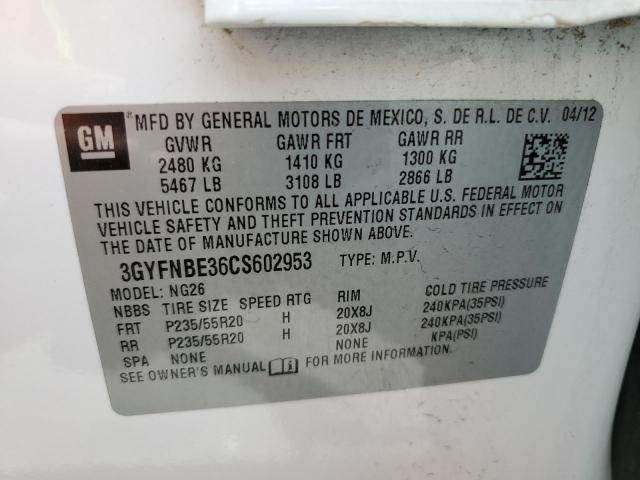 GM
®MFD BY GENERAL MOTORS DE MEXICO, S. DE R.L. DE C.V. 04/12
GVWR GAWR FRT GAWR RR
2480 KG 1410 KG 1300 KG
5467 LB 3108 LB 2866 LB
THIS VEHICLE CONFORMS TO ALL APPLICABLE U.S. FEDERAL MOTOR
VEHICLE SAFETY AND THEFT PREVENTION STANDARDS IN EFFECT ON
THE DATE OF MANUFACTURE SHOWN ABOVE.
3GYFNBE36CS602953 TYPE: M.P.V.
MODEL: NG26
NBBS TIRE SIZE SPEED RTG RIM COLD TIRE PRESSURE
FRT P235/55R20 H 20X8J 240KPA(35PSI)
RR P235/55R20 H 20X8J 240KPA(35PSI)
SPA NONE NONE KPA(PSI)
SEE OWNER'S MANUAL FOR MORE INFORMATION